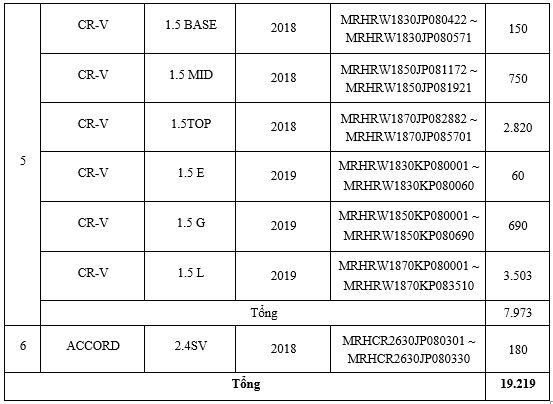 5
CR-V 1.5 BASE 2018 MRHRW1830JP080422 ~ 150
MRHRW1830JP080571
CR-V 1.5 MID 2018 MRHRW1850JP081172 ~ 750
MRHRW1850JP081921
CR-V 1.5TOP 2018 MRHRW1870JP082882 ~ 2.820
MRHRW1870JP085701
CR-V 1.5 E 2019 MRHRW1830KP080001 ~ 60
MRHRW1830KP080060
CR-V 1.5 G 2019 MRHRW1850KP080001 ~ 690
MRHRW1850KP080690
CR-V 1.5 L 2019 MRHRW1870KP080001 ~ 3.503
MRHRW1870KP083510
Tổng 7.973
6 ACCORD 2.4SV 2018 MRHCR2630JP080301 ~ 180
MRHCR2630JP080330
Tổng 19.219